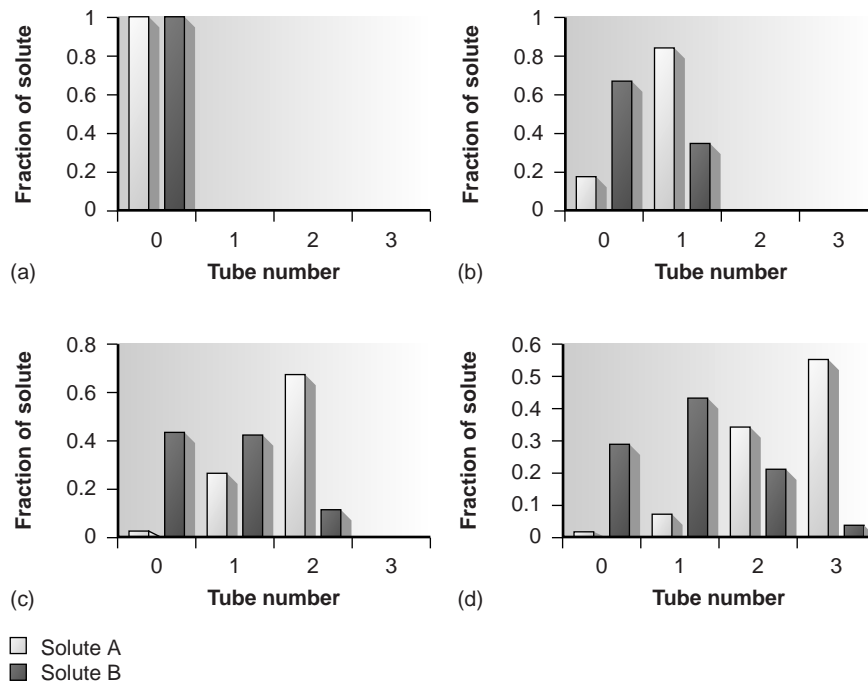 1
0.8
0.6
0.4
0.2
0
Fraction of solute
0 1 2 3
(a) Tube number
1
0.8
0.6
0.4
0.2
0
Fraction of solute
0 1 2 3
(b) Tube number
0.8
0.6
0.4
0.2
0
Fraction of solute
0 1 2 3
(c) Tube number
0.6
0.5
0.4
0.3
0.2
0.1
0
Fraction of solute
0 1 2 3
(d) Tube number
Solute A
Solute B